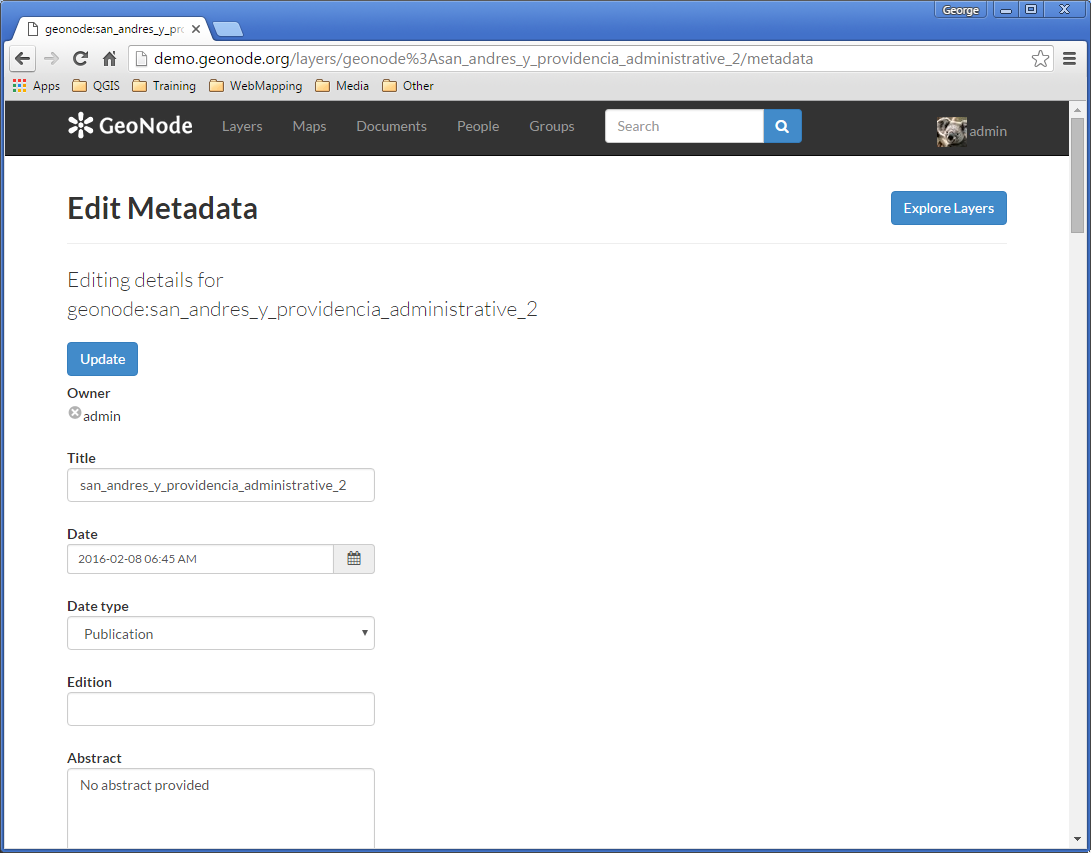 George
geonode:san_andres_y_pro
demo.geonode.org/layers/geonode%3Asan_andres_y_providencia_administrative_2/metadata
Apps QGIS Training WebMapping Media Other
GeoNode Layers Maps Documents People Groups Search admin
Edit Metadata
Explore Layers
Editing details for
geonode:san_andres_y_providencia_administrative_2
Update
Owner
admin
Title
san_andres_y_providencia_administrative_2
Date
2016-02-08 06:45 AM
Date type
Publication
Edition
Abstract
No abstract provided